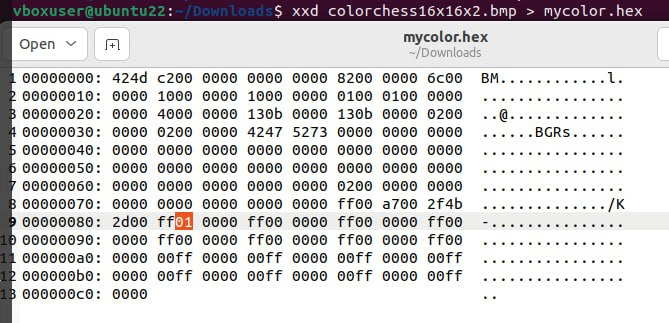 vboxuser@ubuntu22:~/Downloads$ xxd colorchess16x16x2.bmp > mycolor.hex
Open
mycolor.hex
~/Downloads
1 00000000: 424d c200 0000 0000 0000 8200 0000 6c00 BM............l.
2 00000010: 0000 1000 0000 1000 0000 0100 0100 0000 ................
3 00000020: 0000 4000 0000 130b 0000 130b 0000 0200 ..@.............
4 00000030: 0000 0200 0000 4247 5273 0000 0000 0000 ......BGRs......
5 00000040: 0000 0000 0000 0000 0000 0000 0000 0000 ................
6 00000050: 0000 0000 0000 0000 0000 0000 0000 0000 ................
7 00000060: 0000 0000 0000 0000 0000 0200 0000 0000 ................
8 00000070: 0000 0000 0000 0000 0000 ff00 a700 2f4b ............../K
9 00000080: 2d00 ff01 0000 ff00 0000 ff00 0000 ff00 -...............
10 00000090: 0000 ff00 0000 ff00 0000 ff00 0000 ff00 ................
11 000000a0: 0000 00ff 0000 00ff 0000 00ff 0000 00ff ................
12 000000b0: 0000 00ff 0000 00ff 0000 00ff 0000 00ff ................
13 000000c0: 0000 ..